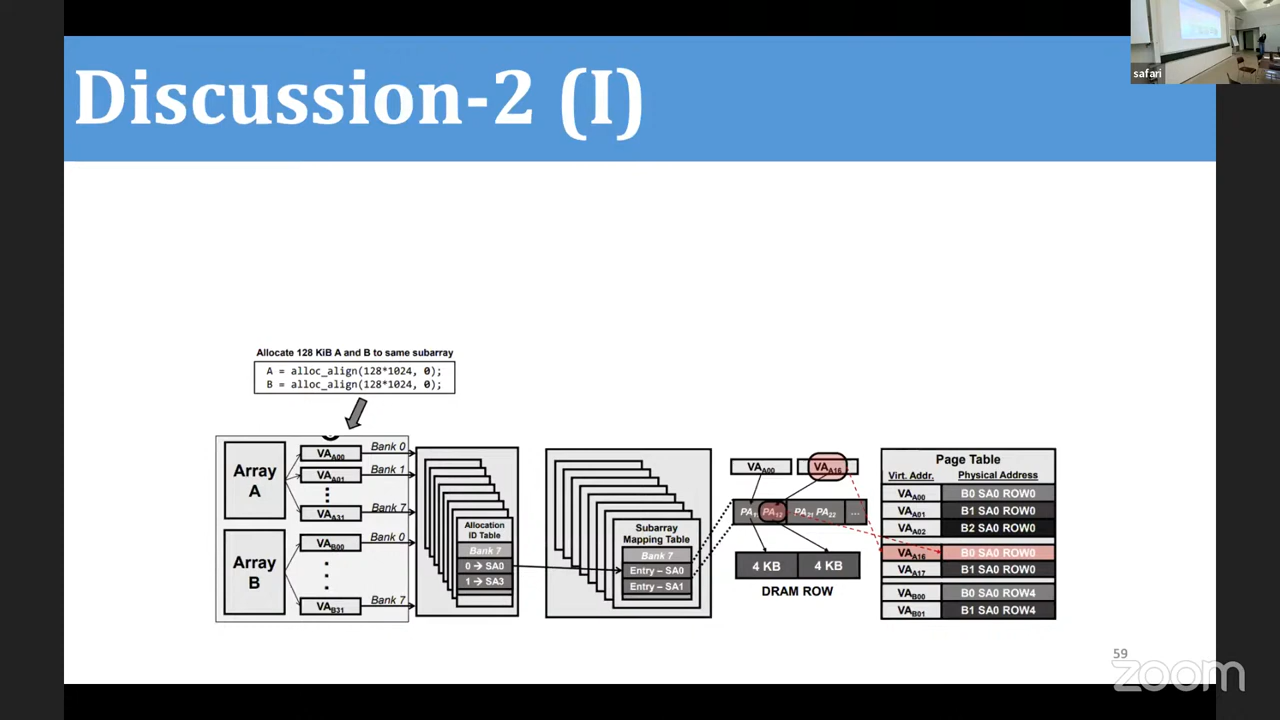 safari
Discussion-2 (I)
Allocate 128 KiB A and B to same subarray
A = alloc_align(128*1024, 0);
B = alloc_align(128*1024, 0);
Array A
VAA00
Bank 0
VAA01
Bank 1
VAA31
Bank 7
Array B
VAB00
Bank 0
VAB31
Bank 7
Allocation
ID Table
Bank 7
0 → SA0
1 → SA3
Subarray
Mapping Table
Bank 7
Entry – SA0
Entry – SA1
VAA00
VAA16
PA1 PA12 PA21 PA22 ...
4 KB 4 KB
DRAM ROW
Page Table
Virt. Addr. Physical Address
VAA00 B0 SA0 ROW0
VAA01 B1 SA0 ROW0
VAA02 B2 SA0 ROW0
VAA16 B0 SA0 ROW0
VAA17 B1 SA0 ROW0
VAB00 B0 SA0 ROW4
VAB01 B1 SA0 ROW4
59
zoom